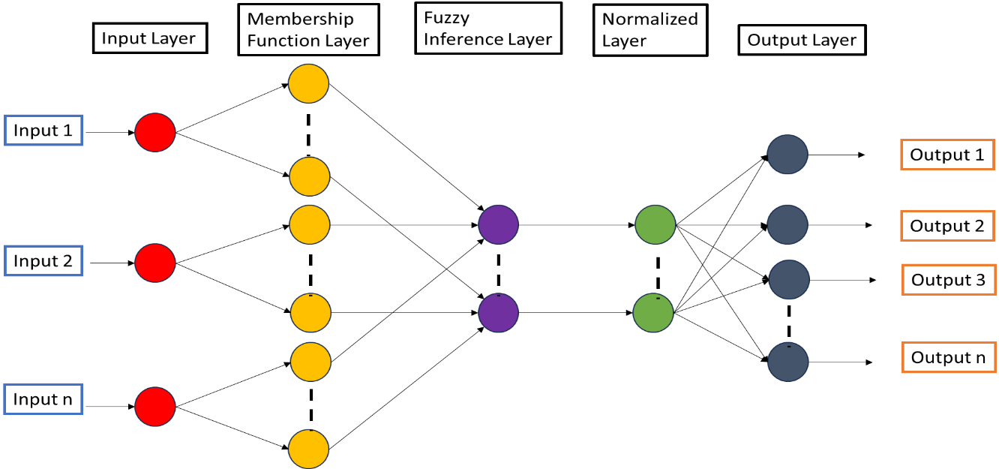 Input Layer
Membership
Function Layer
Fuzzy
Inference Layer
Normalized
Layer
Output Layer
Input 1
Input 2
Input n
Output 1
Output 2
Output 3
Output n